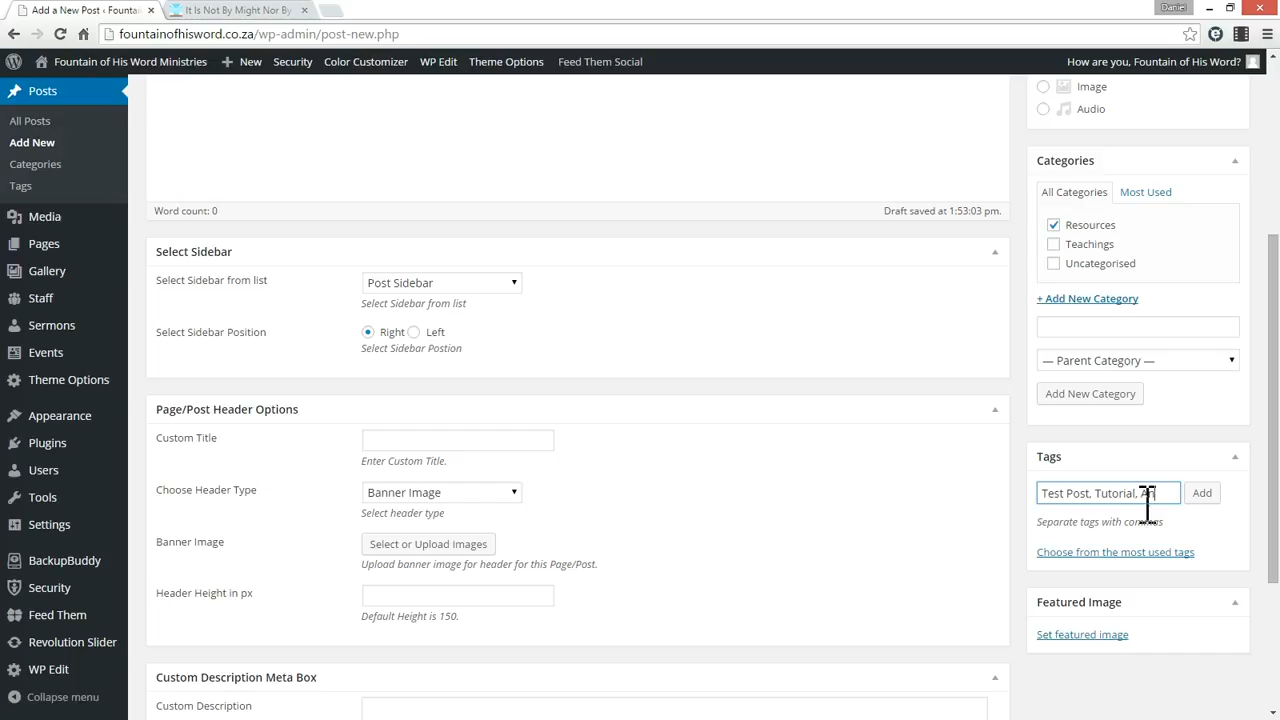 Add a New Post ‹ Founta
It Is Not By Might Nor By
Daniel
fountainofhisword.co.za/wp-admin/post-new.php
Fountain of His Word Ministries
New
Security
Color Customizer
WP Edit
Theme Options
Feed Them Social
How are you, Fountain of His Word?
Posts
All Posts
Add New
Categories
Tags
Media
Pages
Gallery
Staff
Sermons
Events
Theme Options
Appearance
Plugins
Users
Tools
Settings
BackupBuddy
Security
Feed Them
Revolution Slider
WP Edit
Collapse menu
Word count: 0
Draft saved at 1:53:03 pm.
Select Sidebar
Select Sidebar from list
Post Sidebar
Select Sidebar from list
Select Sidebar Position
Right
Left
Select Sidebar Postion
Page/Post Header Options
Custom Title
Enter Custom Title.
Choose Header Type
Banner Image
Select header type
Banner Image
Select or Upload Images
Upload banner image for header for this Page/Post.
Header Height in px
Default Height is 150.
Custom Description Meta Box
Custom Description
Image
Audio
Categories
All Categories
Most Used
Resources
Teachings
Uncategorised
+ Add New Category
— Parent Category —
Add New Category
Tags
Test Post, Tutorial, An
Add
Separate tags with commas
Choose from the most used tags
Featured Image
Set featured image